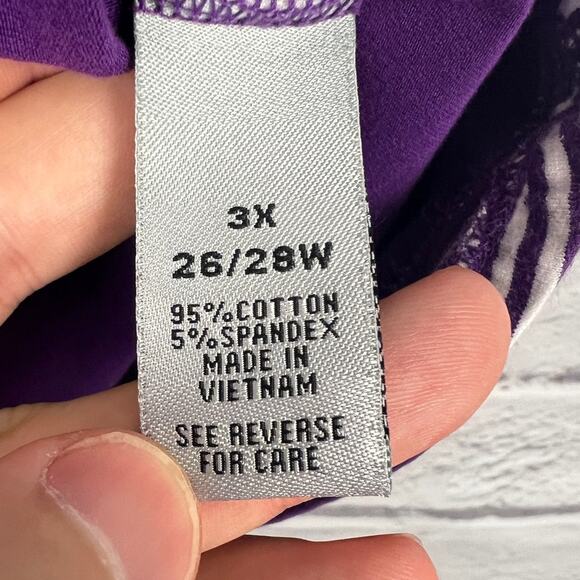 3X
26/28W
95%COTTON
5%SPANDEX
MADE IN
VIETNAM
SEE REVERSE
FOR CARE